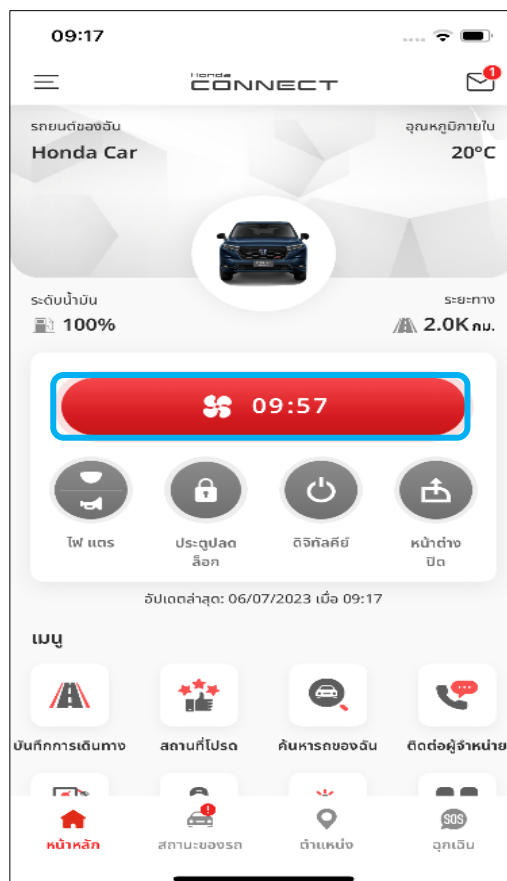 09:17
Honda
CONNECT
1
รถยนต์ของฉัน
อุณหภูมิภายใน
Honda Car
20°C
ระดับน้ำมัน
ระยะทาง
100%
2.0K กม.
09:57
ไฟ แตร
ประตูปลด
ล็อก
ดิจิทัลคีย์
หน้าต่าง
ปิด
อัปเดตล่าสุด: 06/07/2023 เมื่อ 09:17
เมนู
บันทึกการเดินทาง
สถานที่โปรด
ค้นหารถของฉัน
ติดต่อผู้จำหน่าย
หน้าหลัก
สถานะของรถ
ตำแหน่ง
SOS
ฉุกเฉิน